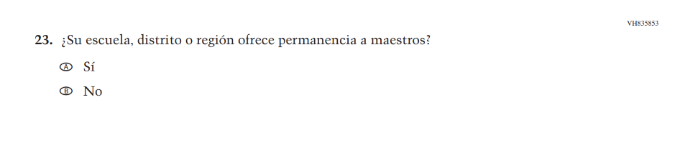 VH835853
23. ¿Su escuela, distrito o región ofrece permanencia a maestros?
A Sí
B No